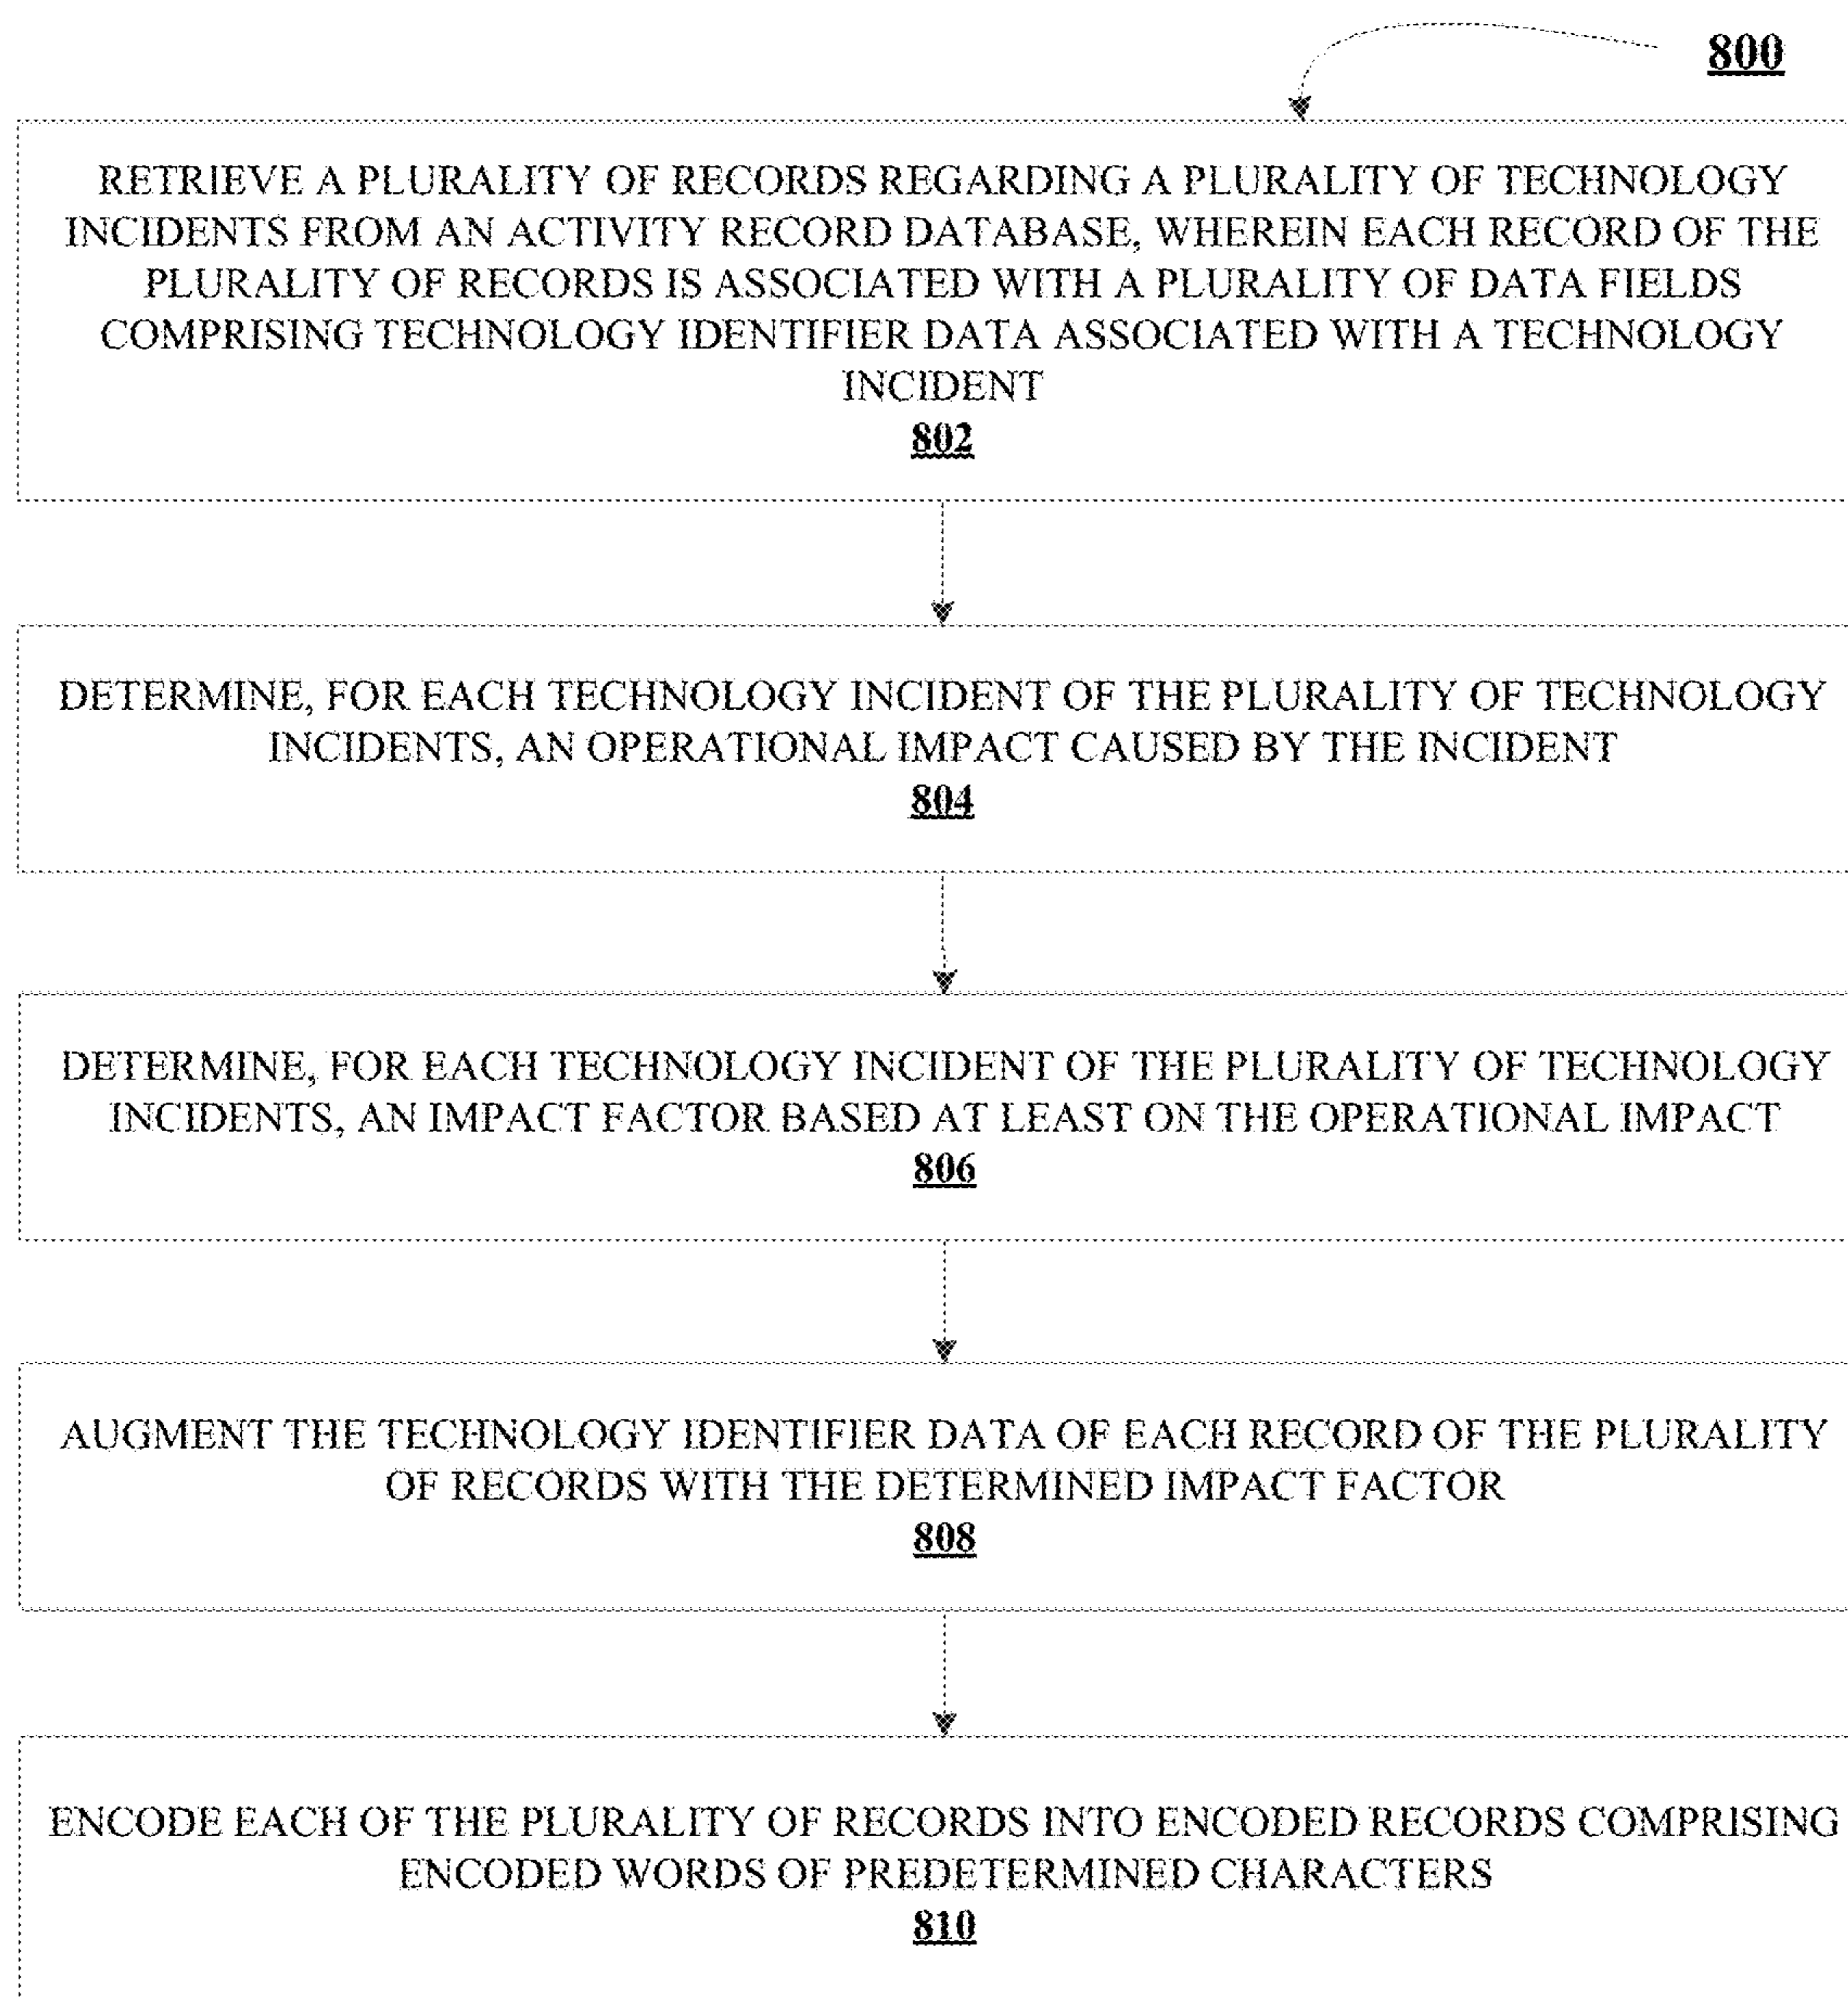 800
RETRIEVE A PLURALITY OF RECORDS REGARDING A PLURALITY OF TECHNOLOGY
INCIDENTS FROM AN ACTIVITY RECORD DATABASE, WHEREIN EACH RECORD OF THE
PLURALITY OF RECORDS IS ASSOCIATED WITH A PLURALITY OF DATA FIELDS
COMPRISING TECHNOLOGY IDENTIFIER DATA ASSOCIATED WITH A TECHNOLOGY
INCIDENT
802
DETERMINE, FOR EACH TECHNOLOGY INCIDENT OF THE PLURALITY OF TECHNOLOGY
INCIDENTS, AN OPERATIONAL IMPACT CAUSED BY THE INCIDENT
804
DETERMINE, FOR EACH TECHNOLOGY INCIDENT OF THE PLURALITY OF TECHNOLOGY
INCIDENTS, AN IMPACT FACTOR BASED AT LEAST ON THE OPERATIONAL IMPACT
806
AUGMENT THE TECHNOLOGY IDENTIFIER DATA OF EACH RECORD OF THE PLURALITY
OF RECORDS WITH THE DETERMINED IMPACT FACTOR
808
ENCODE EACH OF THE PLURALITY OF RECORDS INTO ENCODED RECORDS COMPRISING
ENCODED WORDS OF PREDETERMINED CHARACTERS
810